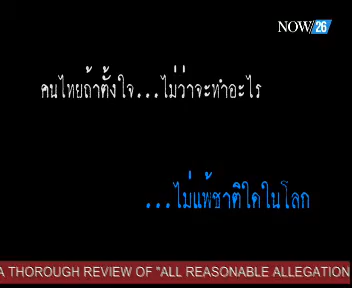 NOW 26
คนไทยถ้าตั้งใจ...ไม่ว่าจะทำอะไร
...ไม่แพ้ชาติใดในโลก
A THOROUGH REVIEW OF "ALL REASONABLE ALLEGATION